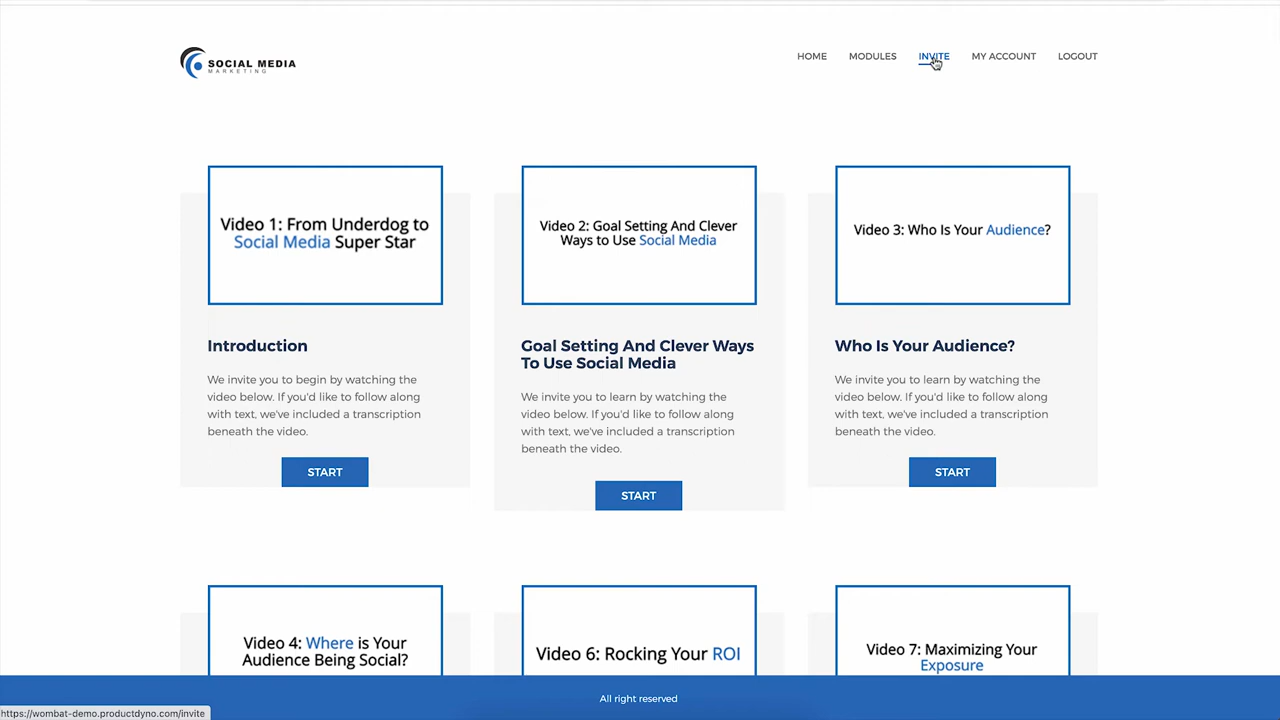 SOCIAL MEDIA
MARKETING
HOME MODULES INVITE MY ACCOUNT LOGOUT
Video 1: From Underdog to
Social Media Super Star
Introduction
We invite you to begin by watching the
video below. If you'd like to follow along
with text, we've included a transcription
beneath the video.
START
Video 2: Goal Setting And Clever
Ways to Use Social Media
Goal Setting And Clever Ways
To Use Social Media
We invite you to learn by watching the
video below. If you'd like to follow along
with text, we've included a transcription
beneath the video.
START
Video 3: Who Is Your Audience?
Who Is Your Audience?
We invite you to learn by watching the
video below. If you'd like to follow along
with text, we've included a transcription
beneath the video.
START
Video 4: Where is Your
Audience Being Social?
Video 6: Rocking Your ROI
Video 7: Maximizing Your
Exposure
All right reserved
https://wombat-demo.productdyno.com/invite